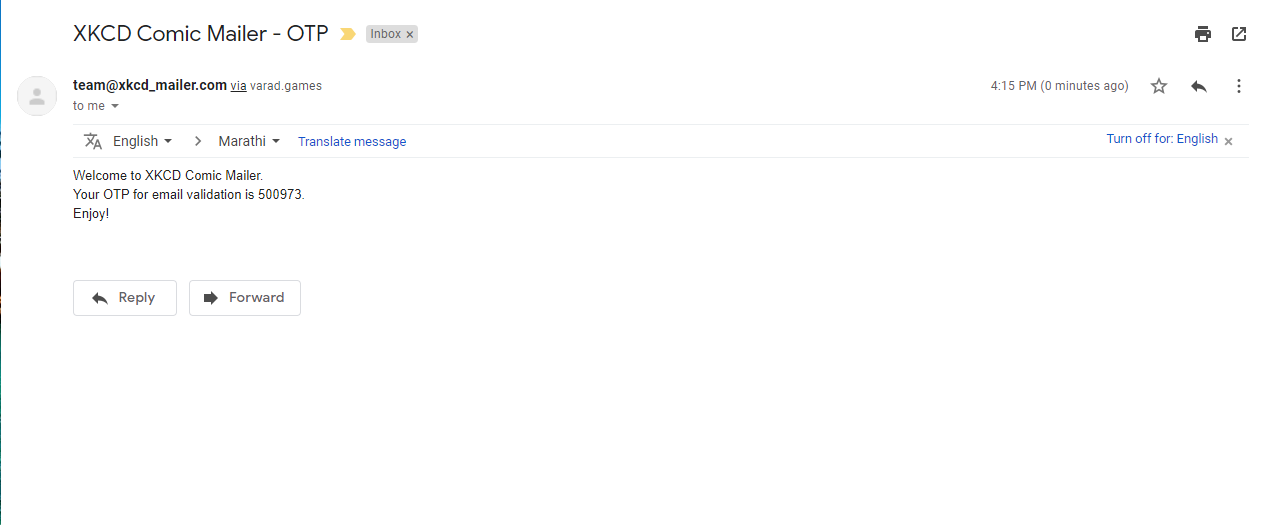 XKCD Comic Mailer - OTP Inbox ×
team@xkcd_mailer.com via varad.games 4:15 PM (0 minutes ago)
to me
English > Marathi Translate message Turn off for: English ×
Welcome to XKCD Comic Mailer.
Your OTP for email validation is 500973.
Enjoy!
Reply Forward